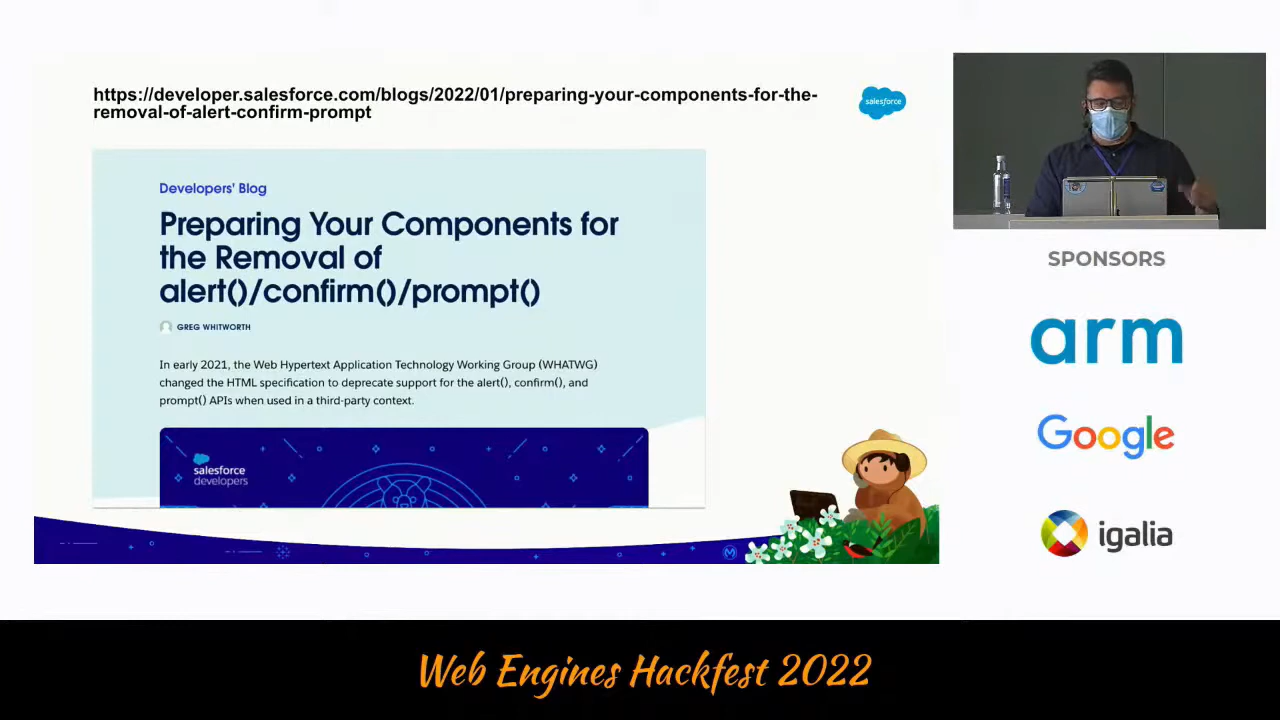 https://developer.salesforce.com/blogs/2022/01/preparing-your-components-for-the-
removal-of-alert-confirm-prompt
salesforce
Developers' Blog
Preparing Your Components for
the Removal of
alert()/confirm()/prompt()
GREG WHITWORTH
In early 2021, the Web Hypertext Application Technology Working Group (WHATWG)
changed the HTML specification to deprecate support for the alert(), confirm(), and
prompt() APIs when used in a third-party context.
salesforce
developers
SPONSORS
arm
Google
igalia
Web Engines Hackfest 2022